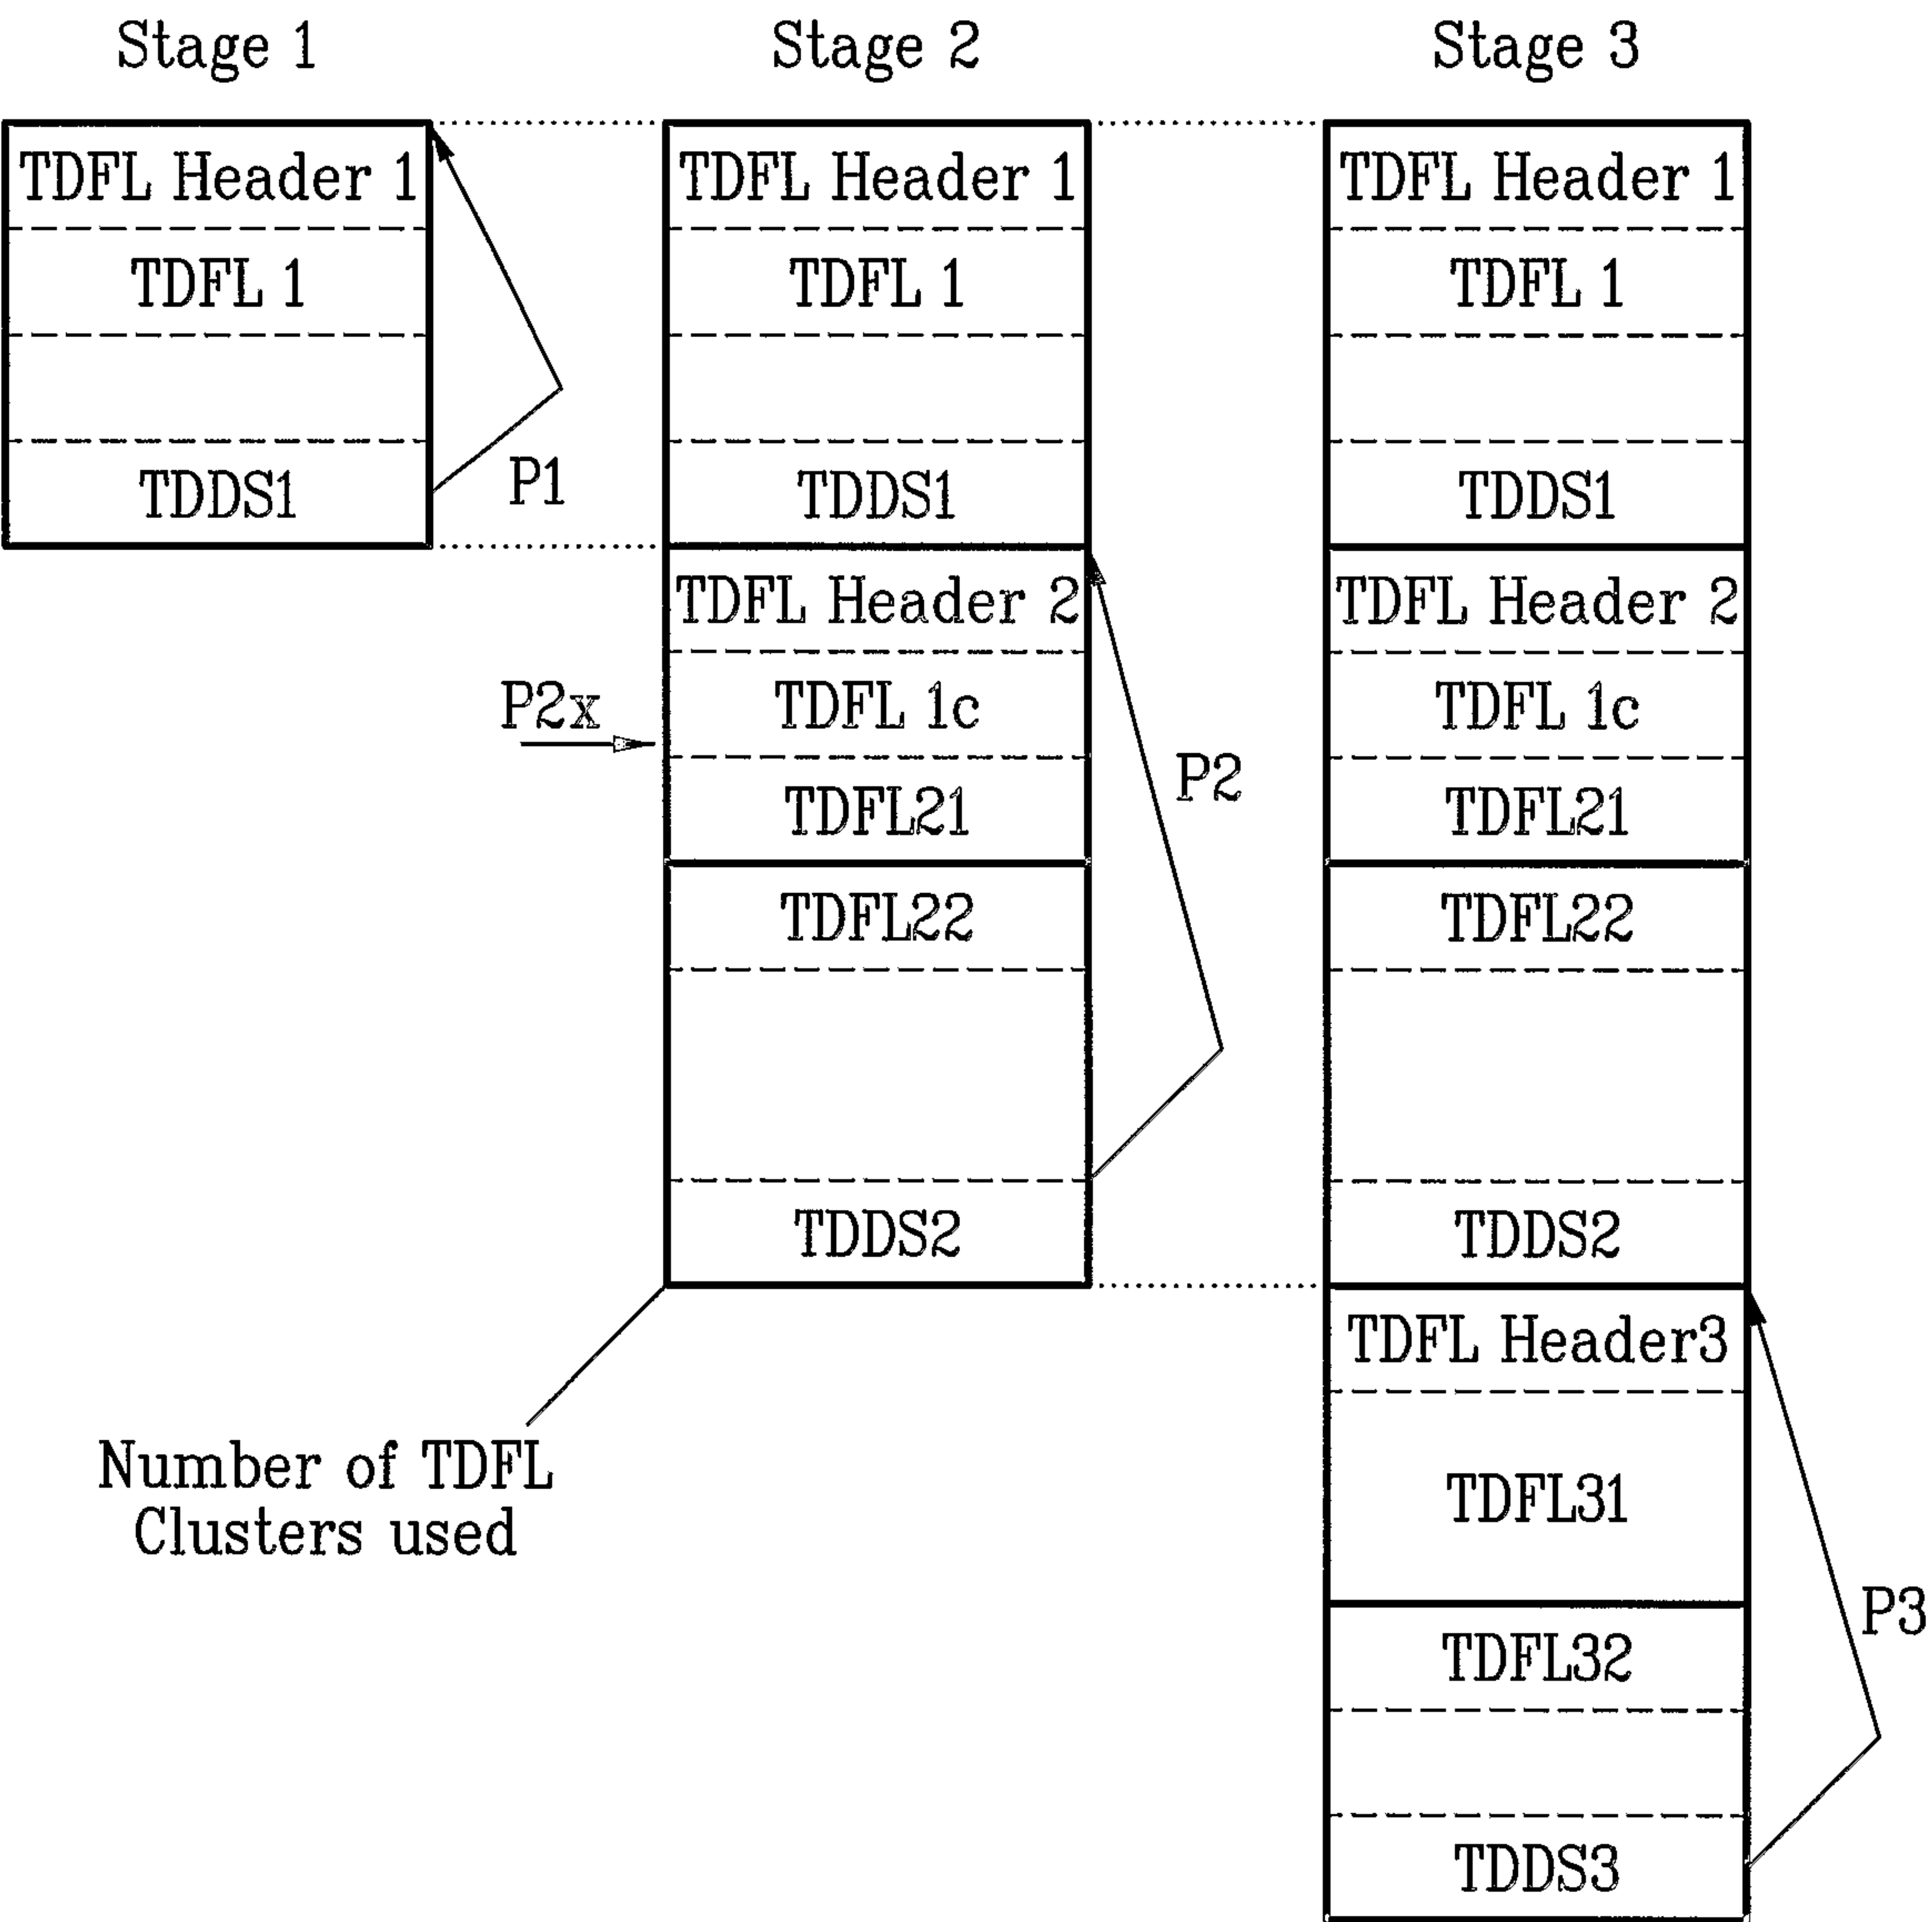 Stage 1
Stage 2
Stage 3
TDFL Header 1
TDFL 1
TDDS1
P1
TDFL Header 1
TDFL 1
TDDS1
TDFL Header 2
P2x
TDFL 1c
TDFL21
P2
TDFL22
TDDS2
Number of TDFL
Clusters used
TDFL Header 1
TDFL 1
TDDS1
TDFL Header 2
TDFL 1c
TDFL21
TDFL22
TDDS2
TDFL Header3
TDFL31
P3
TDFL32
TDDS3